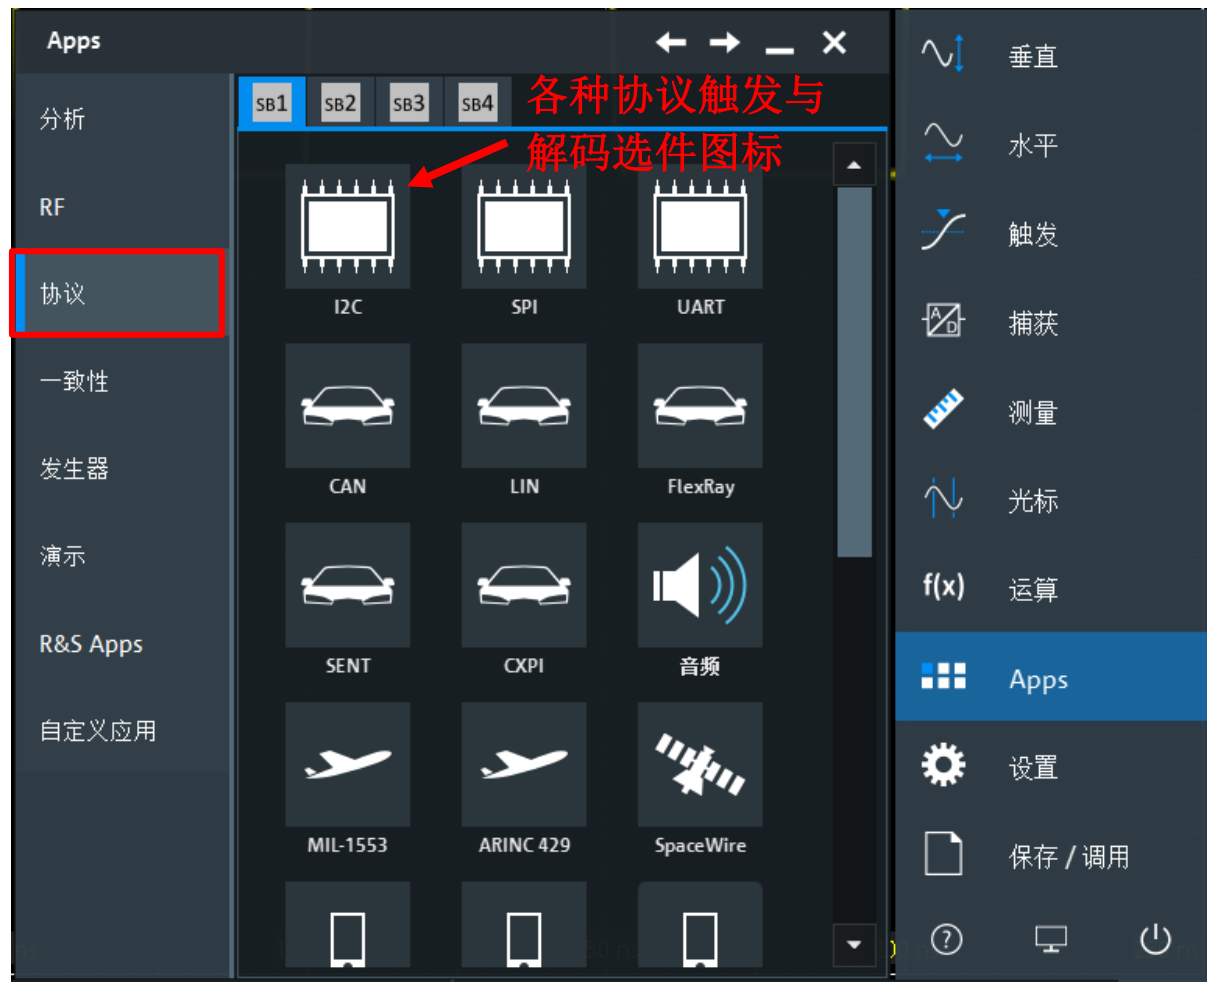 Apps
分析
RF
协议
一致性
发生器
演示
R&S Apps
自定义应用
SB1 SB2 SB3 SB4
各种协议触发与
解码选件图标
I2C SPI UART
CAN LIN FlexRay
SENT CXPI 音频
MIL-1553 ARINC 429 SpaceWire
垂直
水平
触发
A D 捕获
测量
光标
f(x) 运算
Apps
设置
保存 / 调用
?